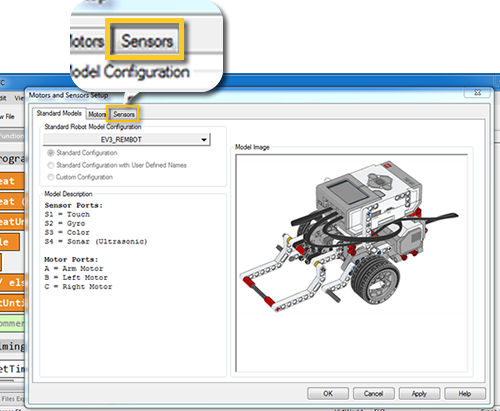 Motors
Sensors
Model Configuration
Motors and Sensors Setup
Standard Models
Motors
Sensors
Standard Robot Model Configuration
EV3_REMBOT
Standard Configuration
Standard Configuration with User Defined Names
Custom Configuration
Model Description
Sensor Ports:
S1 = Touch
S2 = Gyro
S3 = Color
S4 = Sonar (Ultrasonic)
Motor Ports:
A = Arm Motor
B = Left Motor
C = Right Motor
Model Image
OK
Cancel
Apply
Help